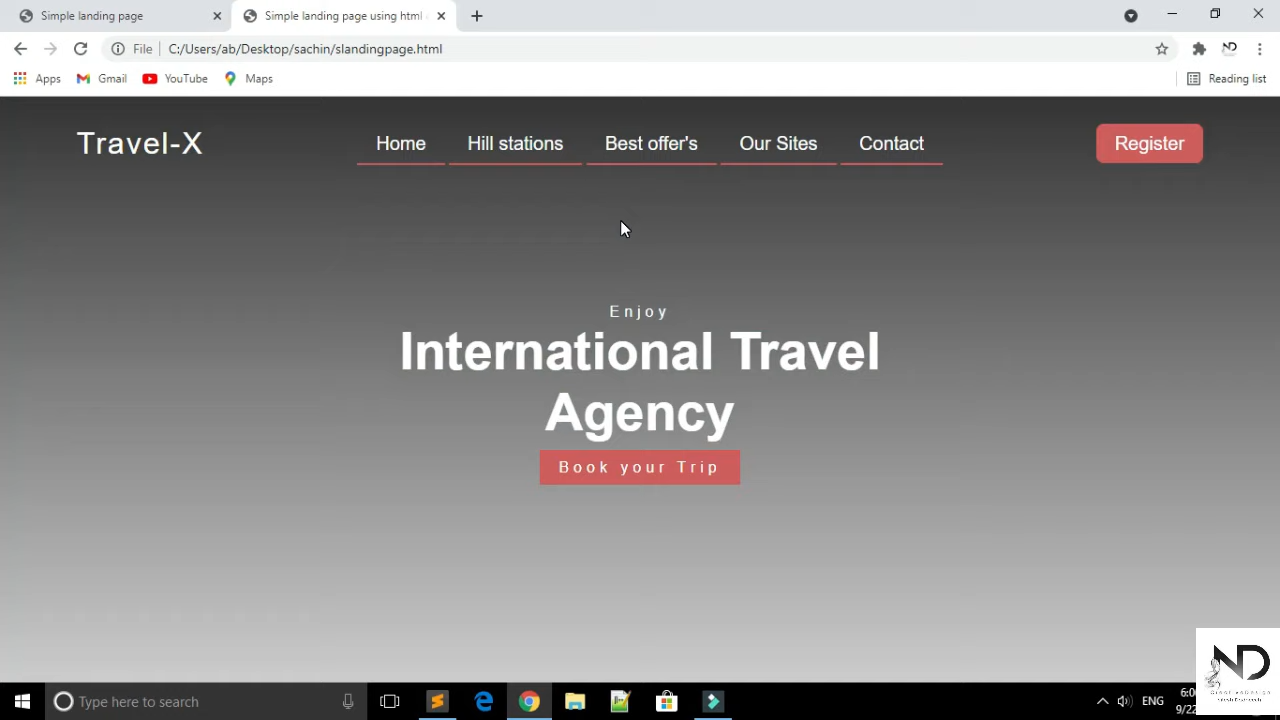 Simple landing page
Simple landing page using html
File
C:/Users/ab/Desktop/sachin/slandingpage.html
Apps
Gmail
YouTube
Maps
Reading list
Travel-X
Home
Hill stations
Best offer's
Our Sites
Contact
Register
Enjoy
International Travel
Agency
Book your Trip
ND
Type here to search
ENG